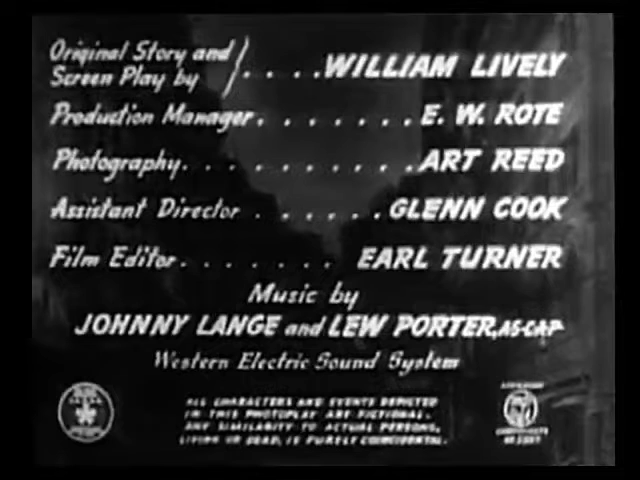 Original Story and
Screen Play by . . . . WILLIAM LIVELY
Production Manager . . . . . . . E. W. ROTE
Photography . . . . . . . . . . . ART REED
Assistant Director . . . . . . GLENN COOK
Film Editor . . . . . . . EARL TURNER
Music by
JOHNNY LANGE and LEW PORTER, AS-CAP
Western Electric Sound System
ALL CHARACTERS AND EVENTS DEPICTED
IN THIS PHOTOPLAY ARE FICTIONAL.
ANY SIMILARITY TO ACTUAL PERSONS,
LIVING OR DEAD, IS PURELY COINCIDENTAL.